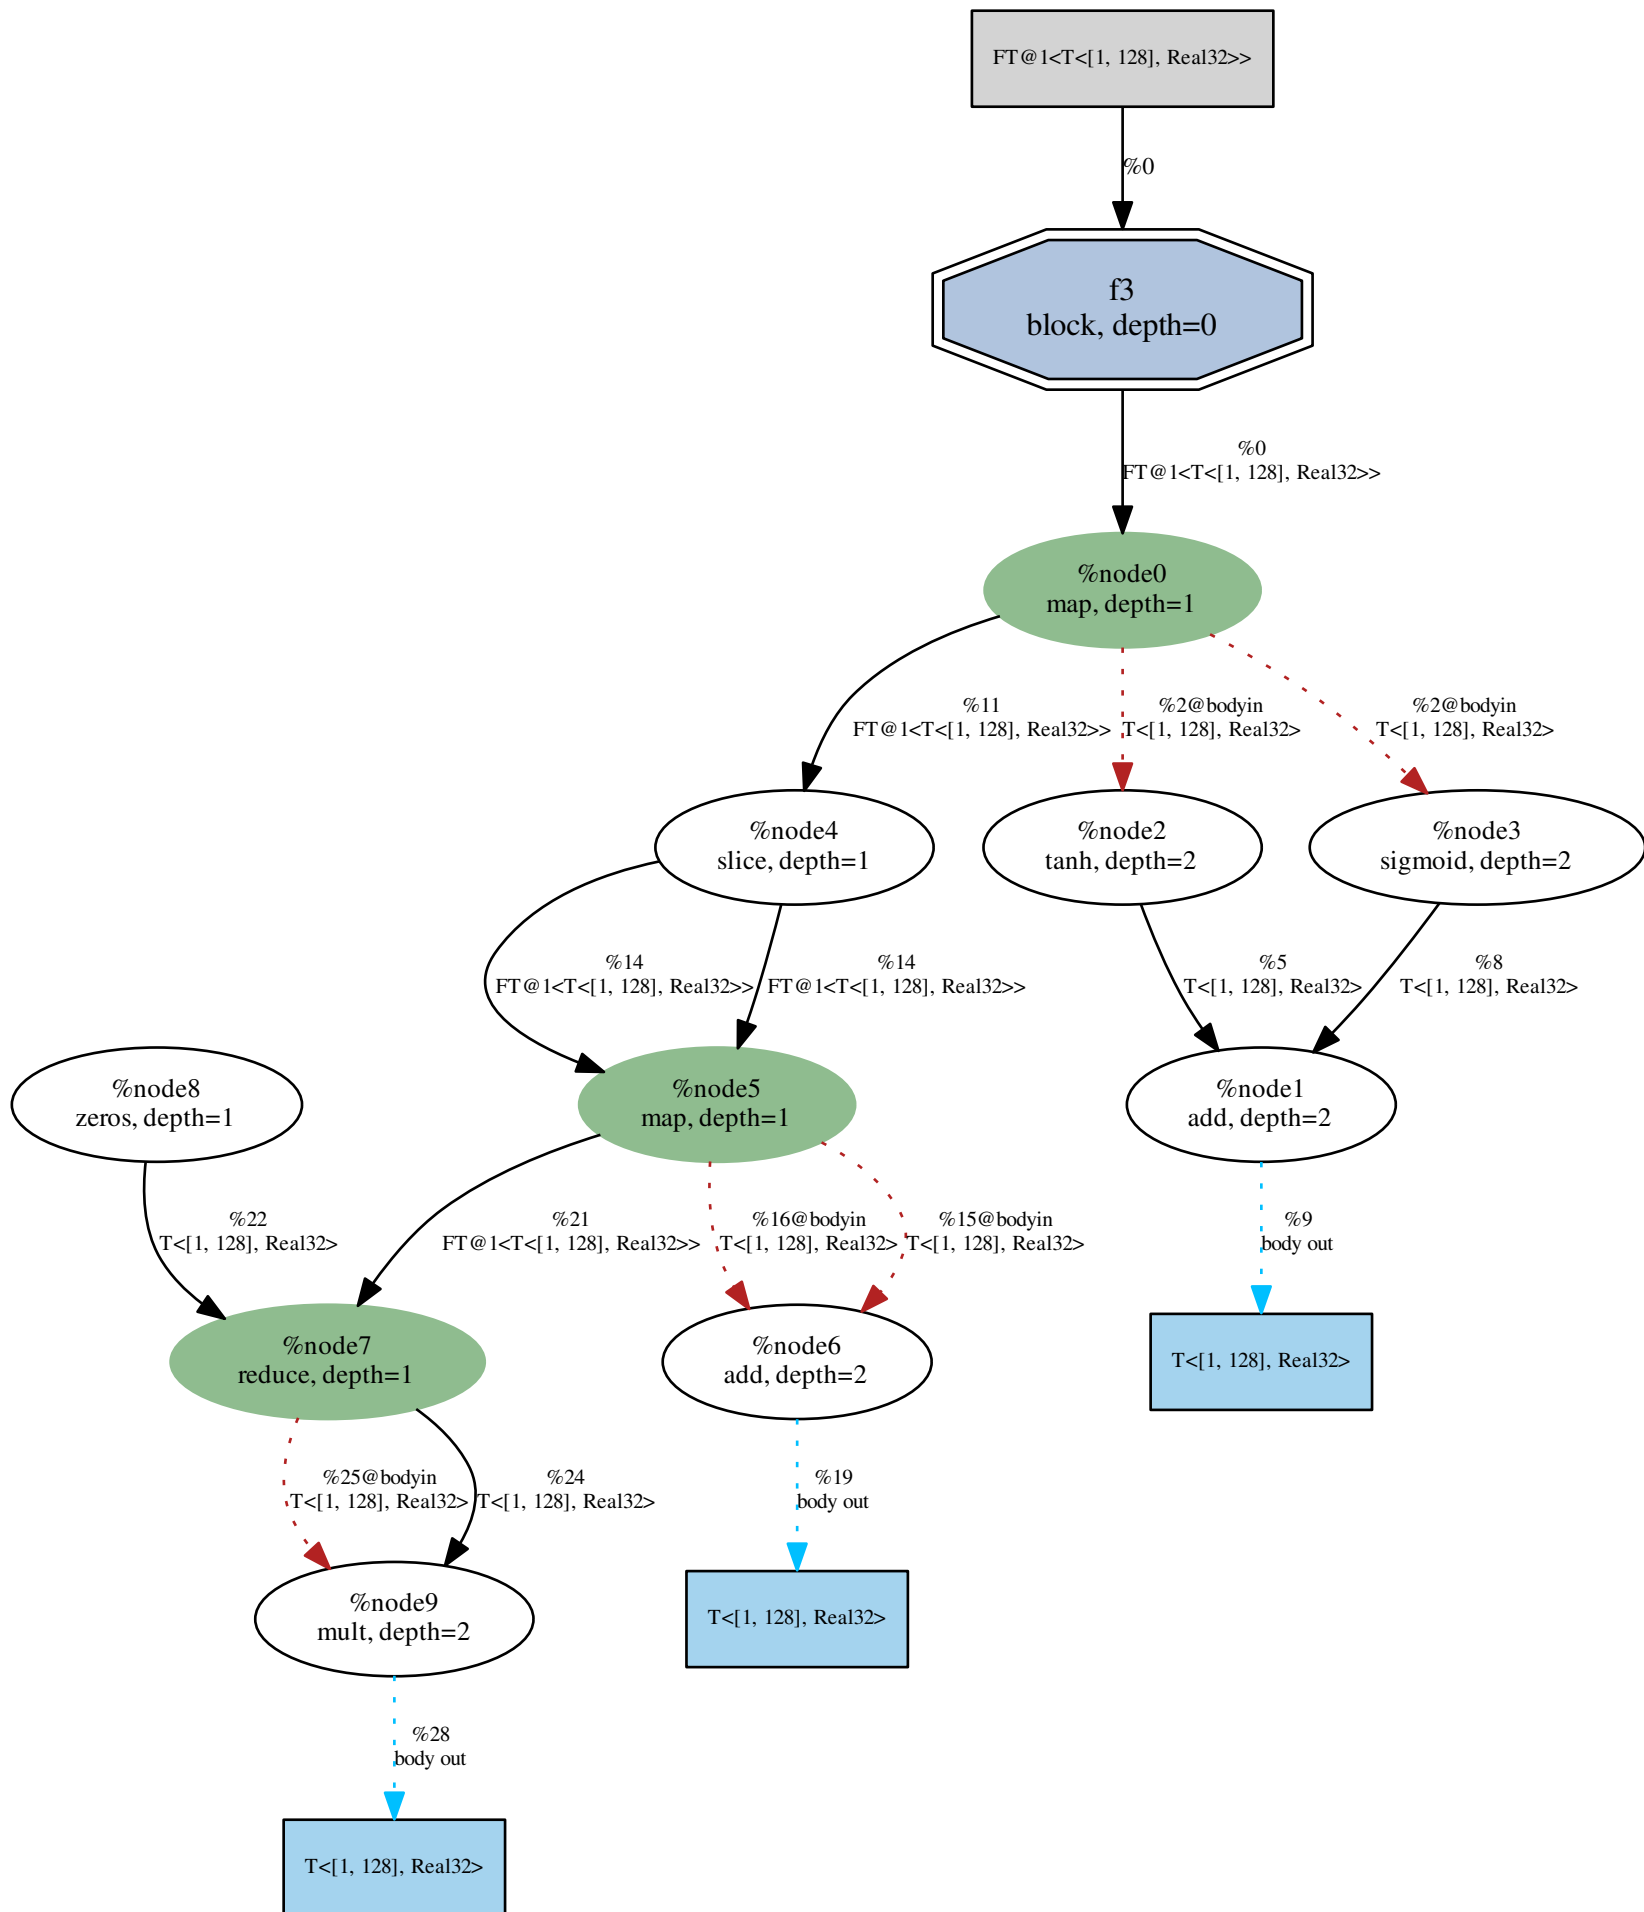 FT@1<T<[1, 128], Real32>>
%0
f3
block, depth=0
%0
FT@1<T<[1, 128], Real32>>
%node0
map, depth=1
%11
FT@1<T<[1, 128], Real32>>
%2@bodyin
T<[1, 128], Real32>
%2@bodyin
T<[1, 128], Real32>
%node4
slice, depth=1
%node2
tanh, depth=2
%node3
sigmoid, depth=2
%14
FT@1<T<[1, 128], Real32>>
%14
FT@1<T<[1, 128], Real32>>
%5
T<[1, 128], Real32>
%8
T<[1, 128], Real32>
%node8
zeros, depth=1
%node5
map, depth=1
%node1
add, depth=2
%22
T<[1, 128], Real32>
%21
FT@1<T<[1, 128], Real32>>
%16@bodyin
T<[1, 128], Real32>
%15@bodyin
T<[1, 128], Real32>
%9
body out
%node7
reduce, depth=1
%node6
add, depth=2
T<[1, 128], Real32>
%25@bodyin
T<[1, 128], Real32>
%24
T<[1, 128], Real32>
%19
body out
%node9
mult, depth=2
T<[1, 128], Real32>
%28
body out
T<[1, 128], Real32>